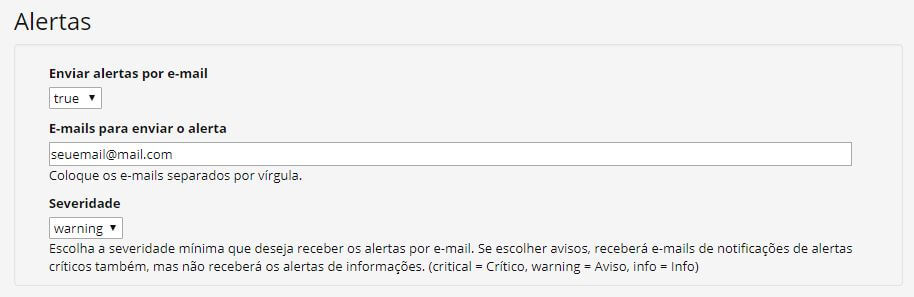 Alertas
Enviar alertas por e-mail
true
E-mails para enviar o alerta
seuemail@mail.com
Coloque os e-mails separados por vírgula.
Severidade
warning
Escolha a severidade mínima que deseja receber os alertas por e-mail. Se escolher avisos, receberá e-mails de notificações de alertas
críticos também, mas não receberá os alertas de informações. (critical = Crítico, warning = Aviso, info = Info)